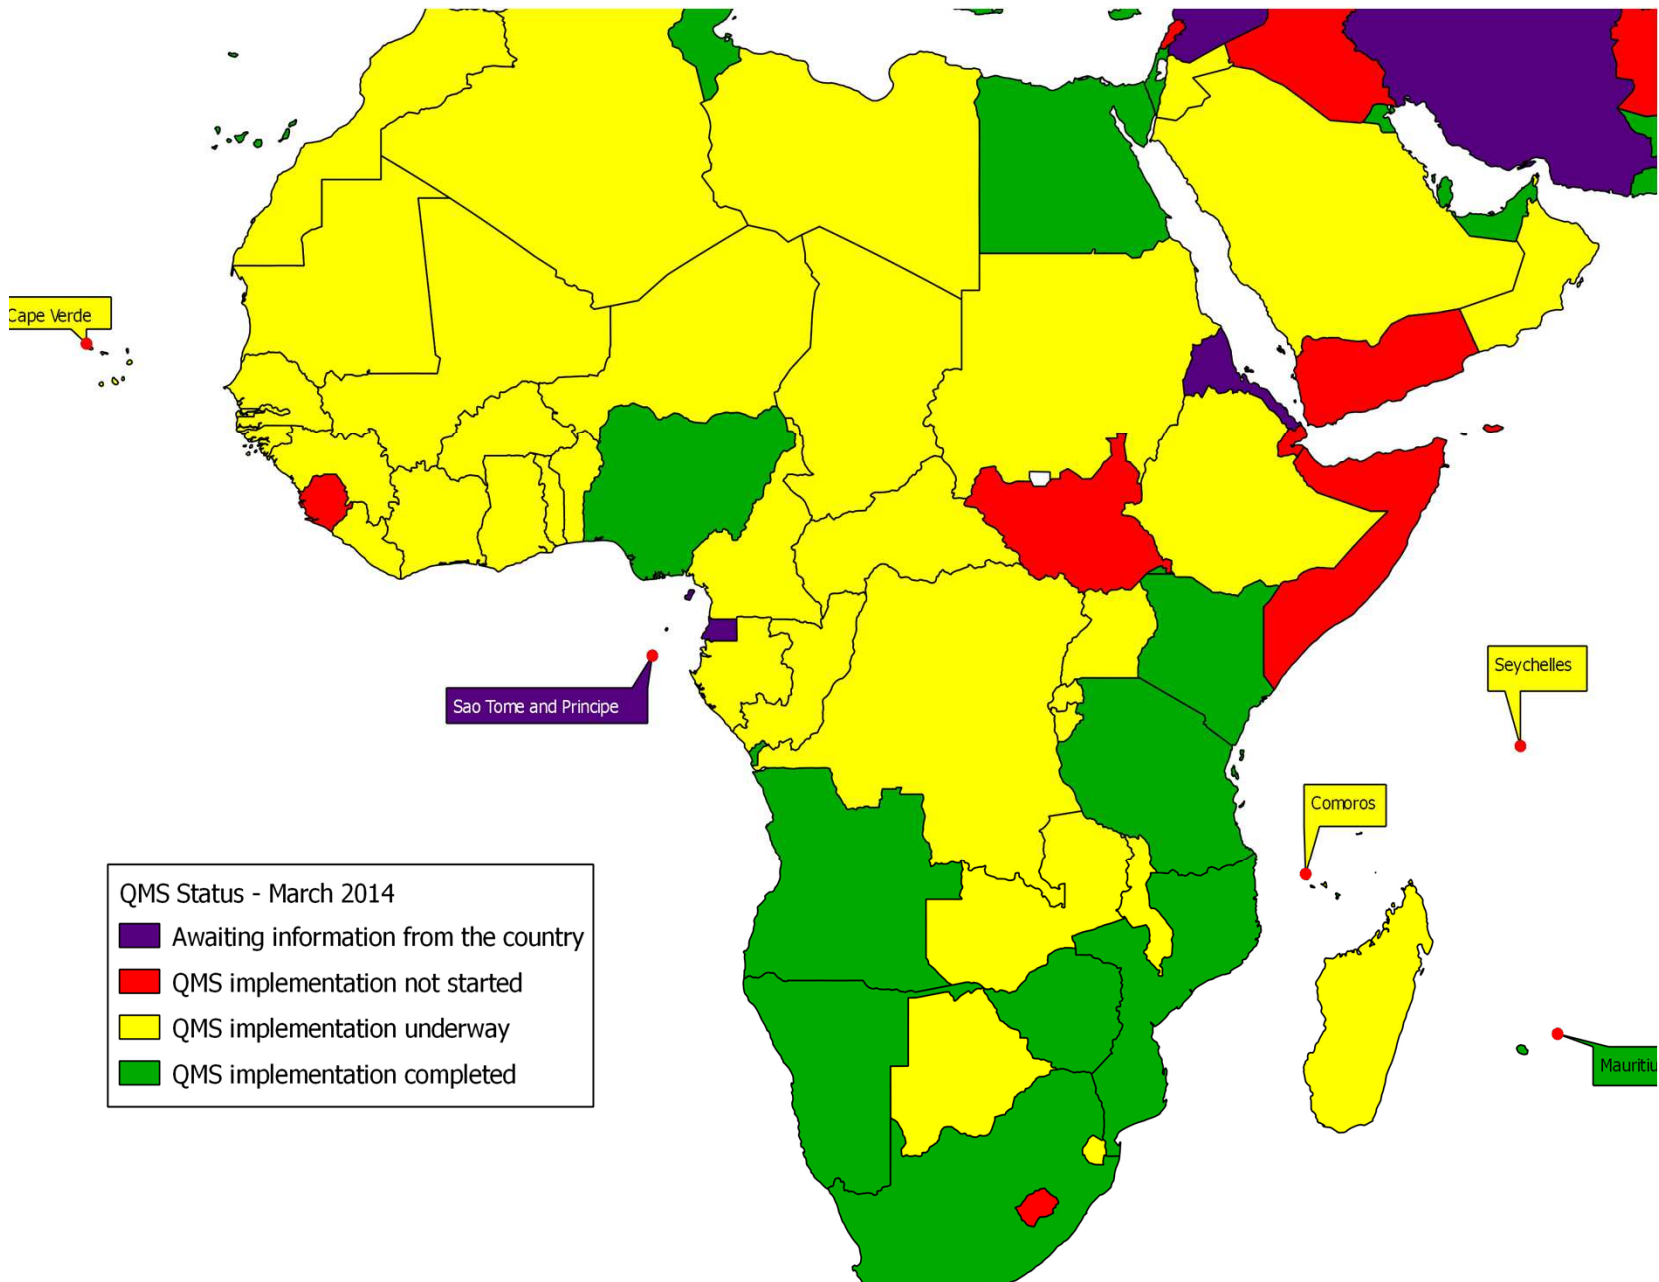 Cape Verde
Sao Tome and Principe
Seychelles
Comoros
Mauritiu
QMS Status - March 2014
Awaiting information from the country
QMS implementation not started
QMS implementation underway
QMS implementation completed